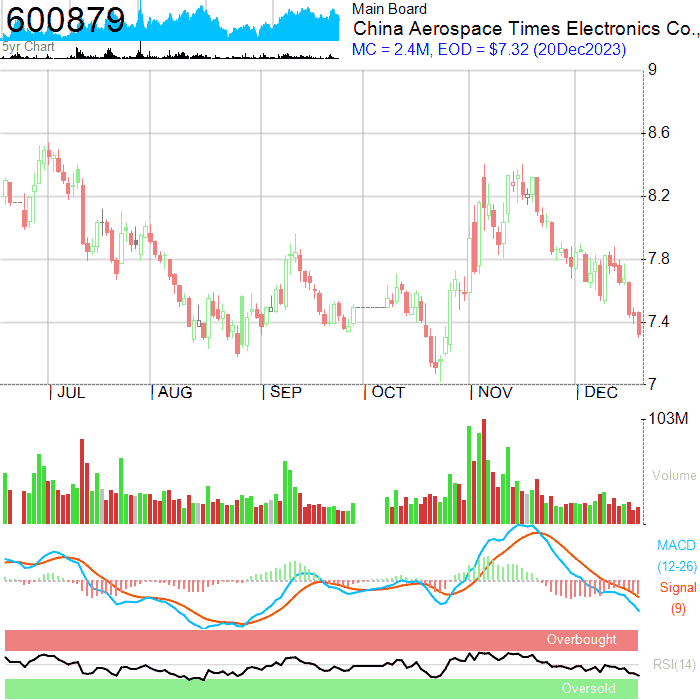 600879
5yr Chart
Main Board
China Aerospace Times Electronics Co.,
MC = 2.4M, EOD = $7.32 (20Dec2023)
9
8.6
8.2
7.8
7.4
7
JUL AUG SEP OCT NOV DEC
103M
Volume
MACD
(12-26)
Signal
(9)
Overbought
RSI(14)
Oversold